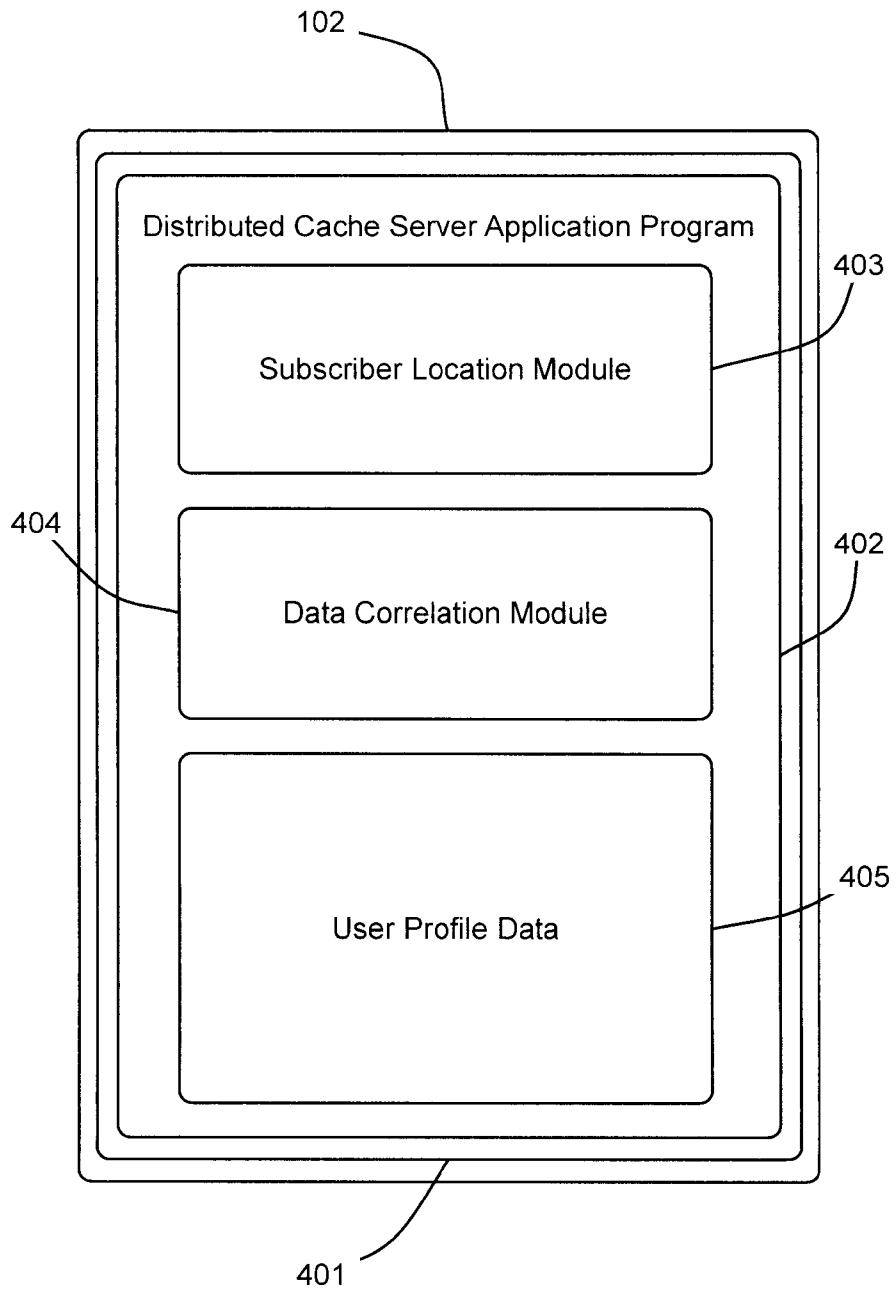 102
Distributed Cache Server Application Program
403
Subscriber Location Module
404
402
Data Correlation Module
405
User Profile Data
401